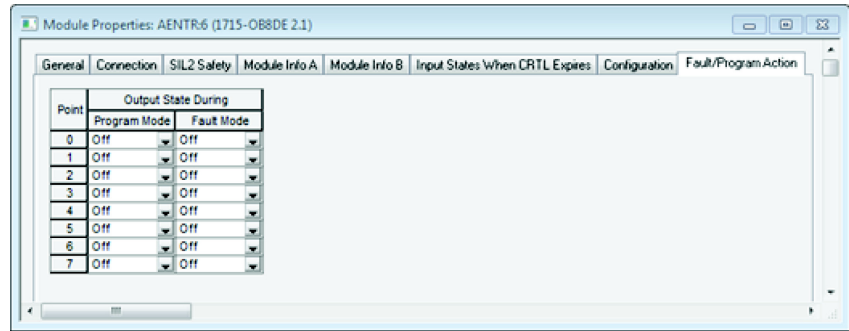 Module Properties: AENTR:6 (1715-OB8DE 2.1)
General Connection SIL2 Safety Module Info A Module Info B Input States When CRTL Expires Configuration Fault/Program Action
Point Output State During
Program Mode Fault Mode
0 Off Off
1 Off Off
2 Off Off
3 Off Off
4 Off Off
5 Off Off
6 Off Off
7 Off Off